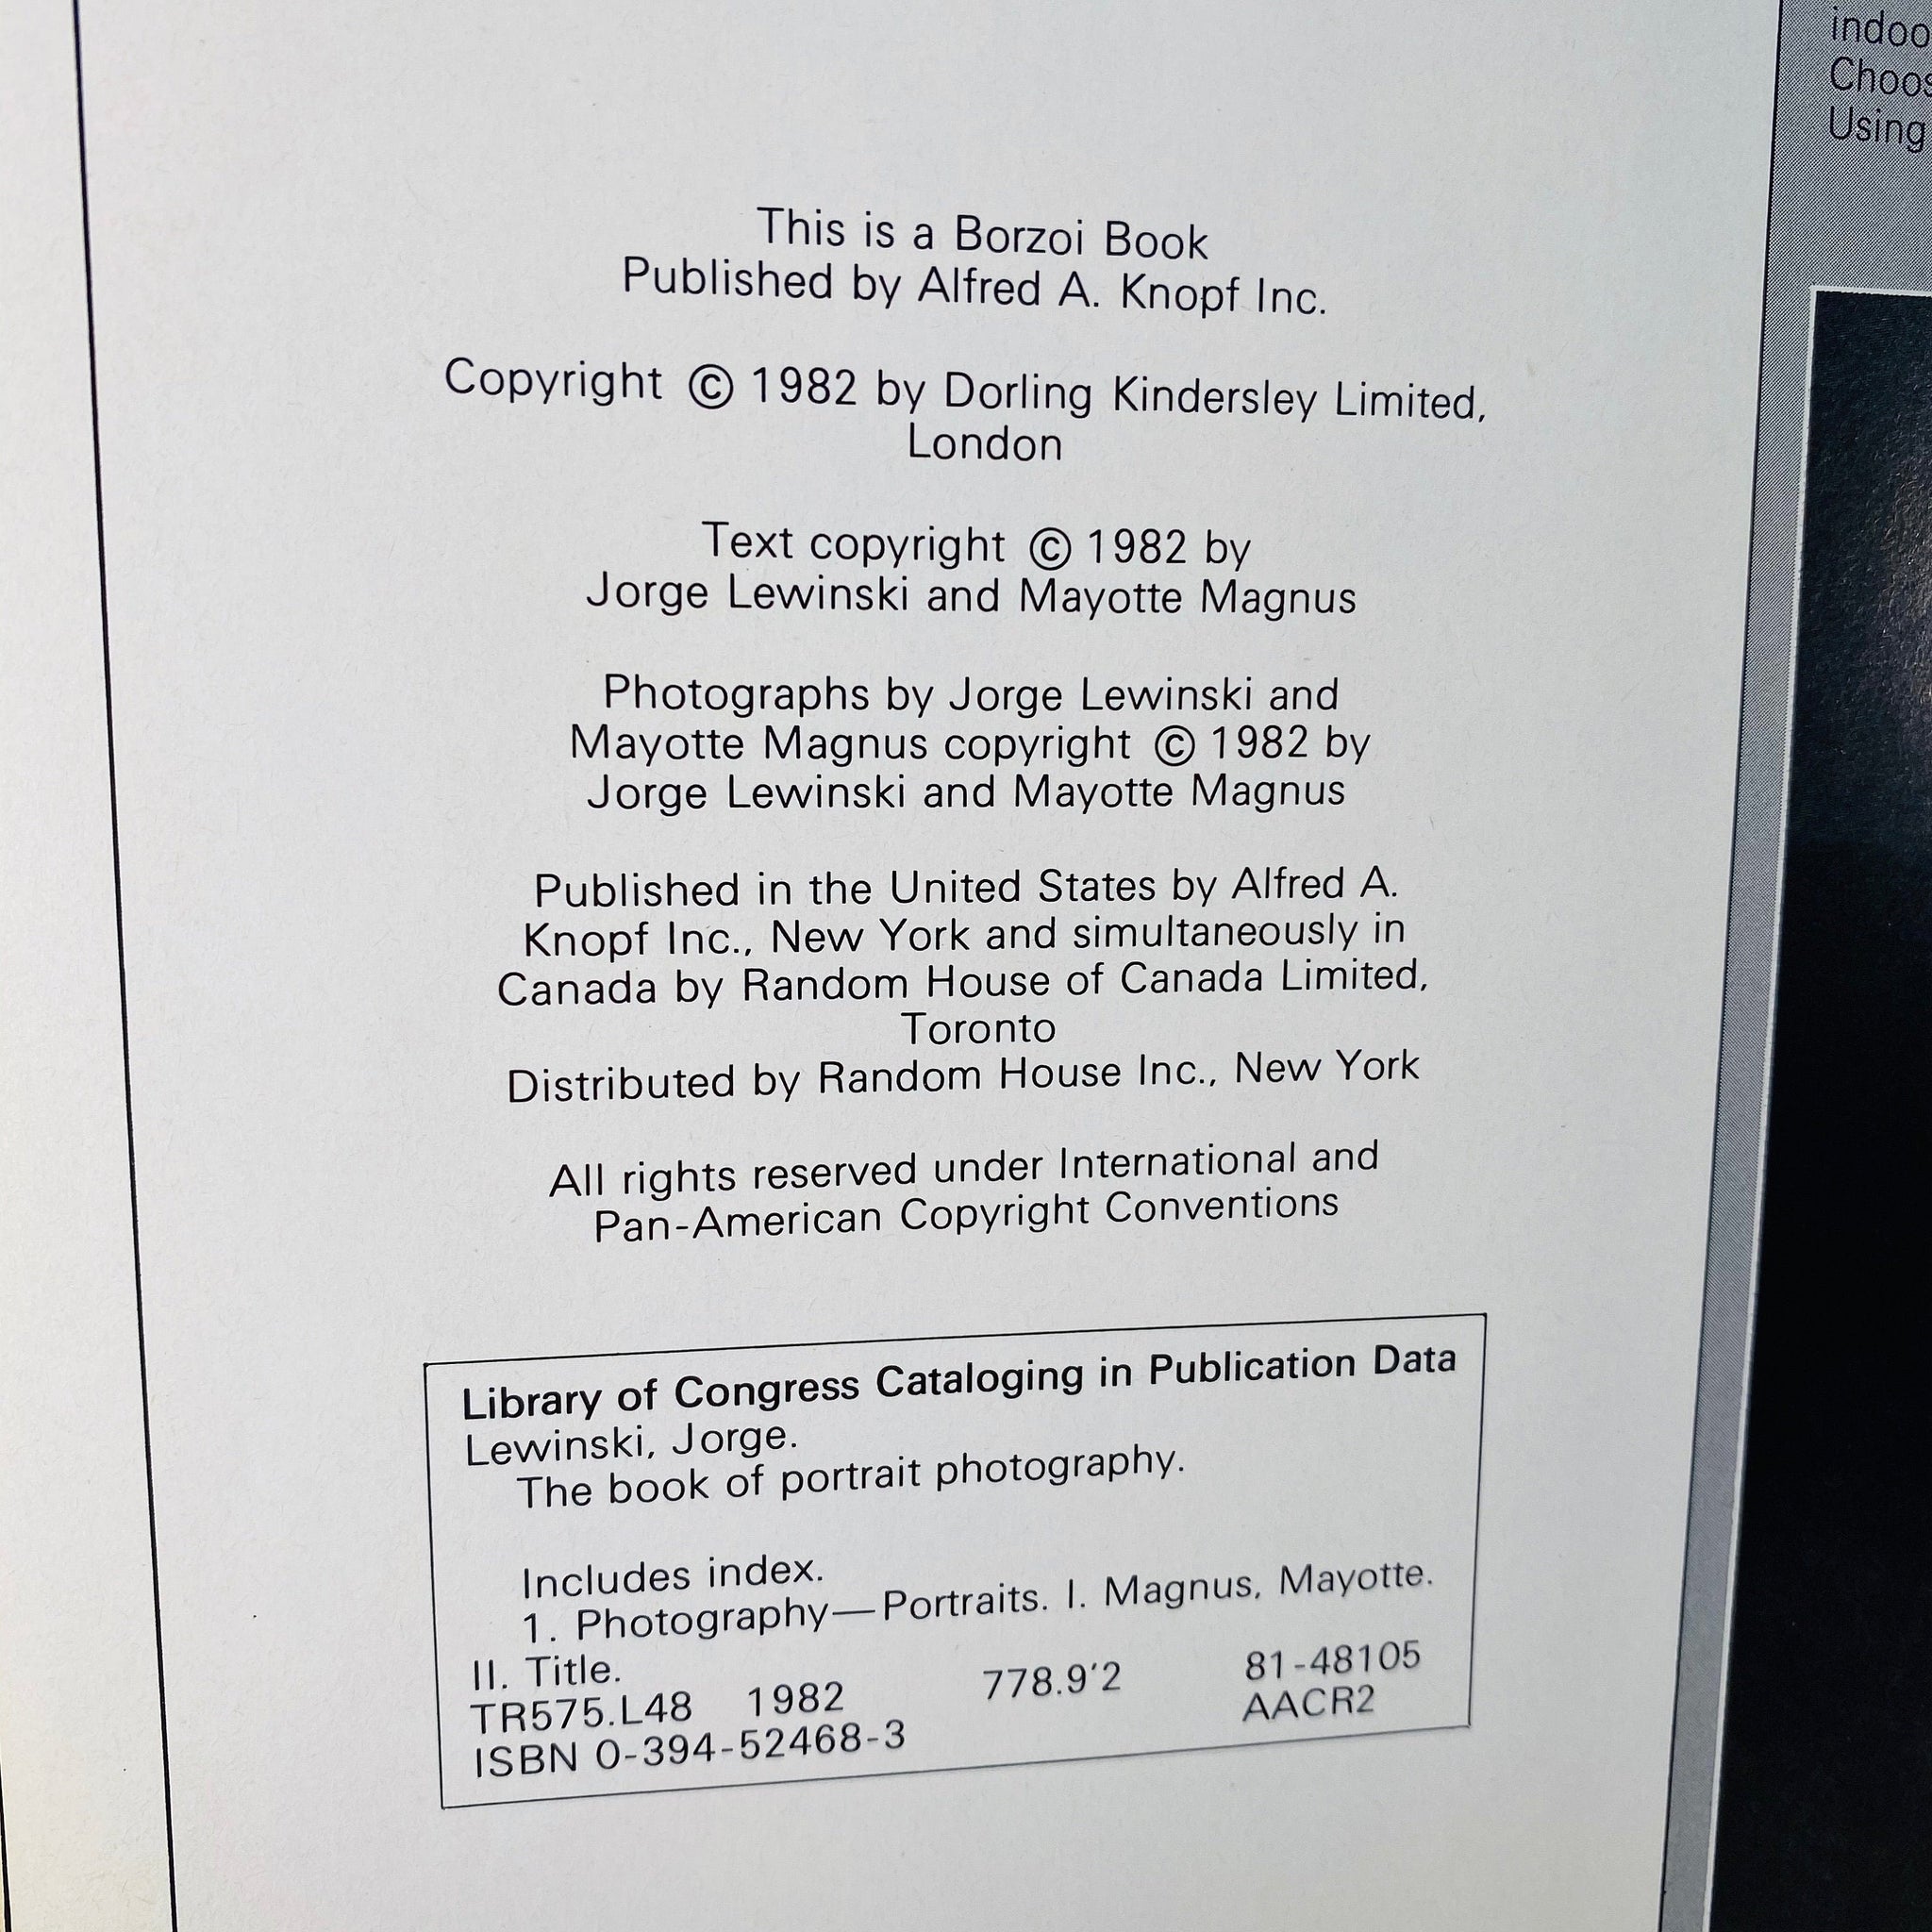 This is a Borzoi Book
Published by Alfred A. Knopf Inc.
Copyright © 1982 by Dorling Kindersley Limited,
London
Text copyright © 1982 by
Jorge Lewinski and Mayotte Magnus
Photographs by Jorge Lewinski and
Mayotte Magnus copyright © 1982 by
Jorge Lewinski and Mayotte Magnus
Published in the United States by Alfred A.
Knopf Inc., New York and simultaneously in
Canada by Random House of Canada Limited,
Toronto
Distributed by Random House Inc., New York
All rights reserved under International and
Pan-American Copyright Conventions
Library of Congress Cataloging in Publication Data
Lewinski, Jorge.
The book of portrait photography.
Includes index.
1. Photography—Portraits. I. Magnus, Mayotte.
II. Title.
TR575.L48 1982 778.9'2 81-48105
ISBN 0-394-52468-3 AACR2
Using